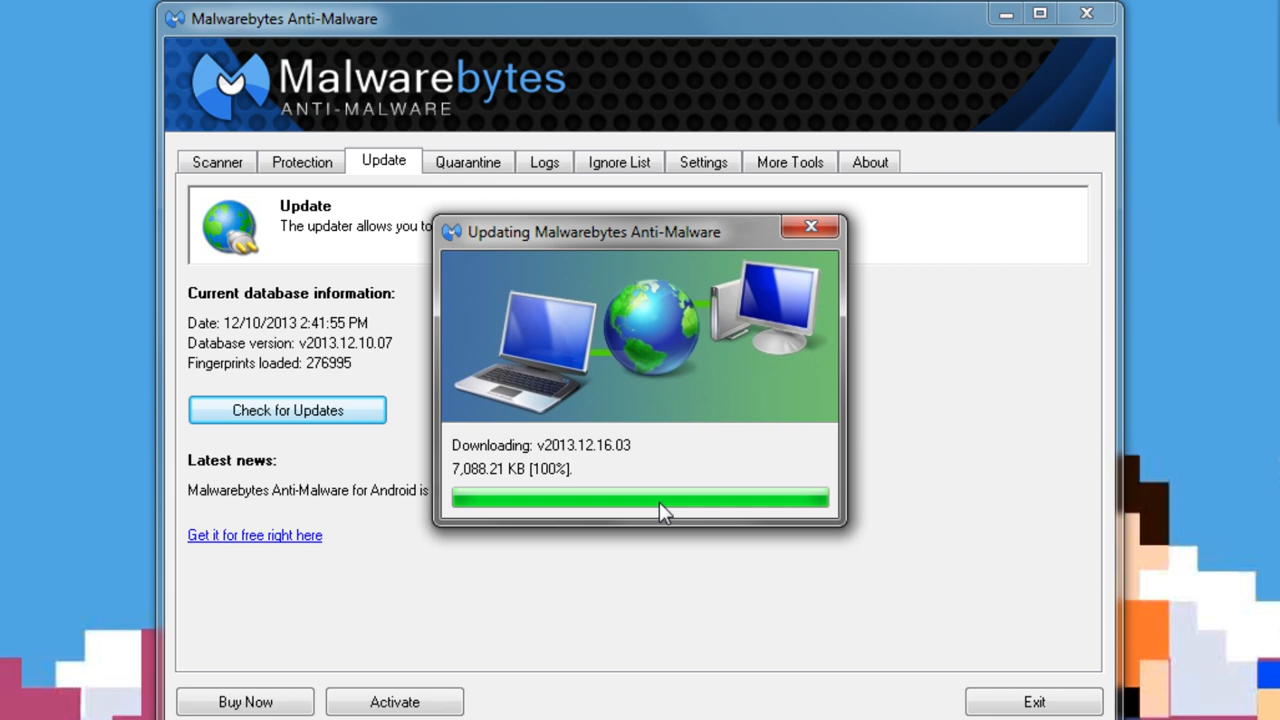 Malwarebytes Anti-Malware
Malwarebytes
ANTI-MALWARE
Scanner Protection Update Quarantine Logs Ignore List Settings More Tools About
Update
The updater allows you to
Updating Malwarebytes Anti-Malware
Current database information:
Date: 12/10/2013 2:41:55 PM
Database version: v2013.12.10.07
Fingerprints loaded: 276995
Check for Updates
Downloading: v2013.12.16.03
7,088.21 KB [100%].
Latest news:
Malwarebytes Anti-Malware for Android is
Get it for free right here
Buy Now Activate Exit